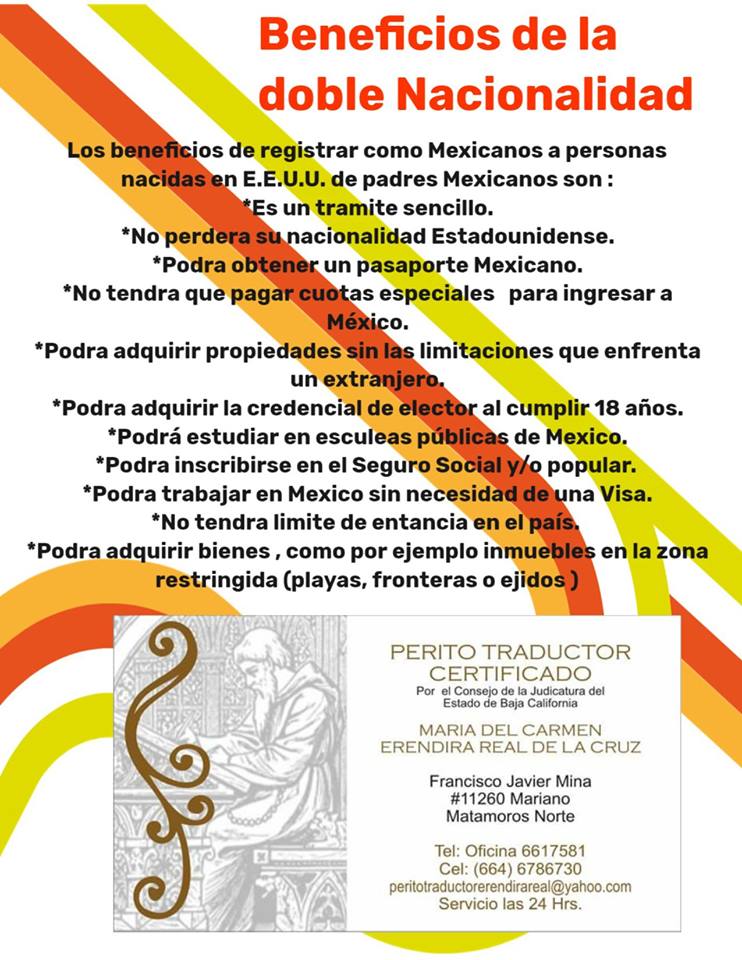 Beneficios de la
doble Nacionalidad
Los beneficios de registrar como Mexicanos a personas
nacidas en E.E.U.U. de padres Mexicanos son :
*Es un tramite sencillo.
*No perdera su nacionalidad Estadounidense.
*Podra obtener un pasaporte Mexicano.
*No tendra que pagar cuotas especiales para ingresar a
México.
*Podra adquirir propiedades sin las limitaciones que enfrenta
un extranjero.
*Podra adquirir la credencial de elector al cumplir 18 años.
*Podrá estudiar en esculeas públicas de Mexico.
*Podra inscribirse en el Seguro Social y/o popular.
*Podra trabajar en Mexico sin necesidad de una Visa.
*No tendra limite de entancia en el país.
*Podra adquirir bienes , como por ejemplo inmuebles en la zona
restringida (playas, fronteras o ejidos )
PERITO TRADUCTOR
CERTIFICADO
Por el Consejo de la Judicatura del
Estado de Baja California
MARIA DEL CARMEN
ERENDIRA REAL DE LA CRUZ
Francisco Javier Mina
#11260 Mariano
Matamoros Norte
Tel: Oficina 6617581
Cel: (664) 6786730
peritotraductorerendirareal@yahoo.com
Servicio las 24 Hrs.